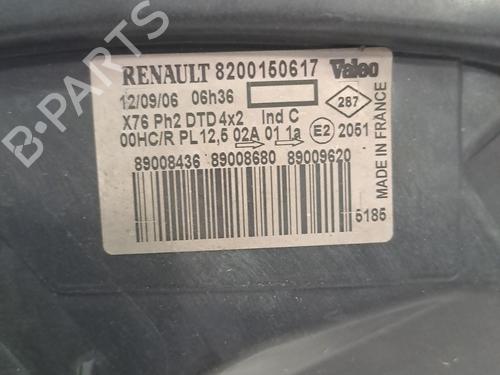 RENAULT 8200150617 Valeo
12/09/06 06h36
287
X76 Ph2 DTD 4x2 Ind C
00HC/R PL 12,5 02A 01 1a E2 2051
89008436 89008680 89009620
5185
MADE IN FRANCE
B-PARTS